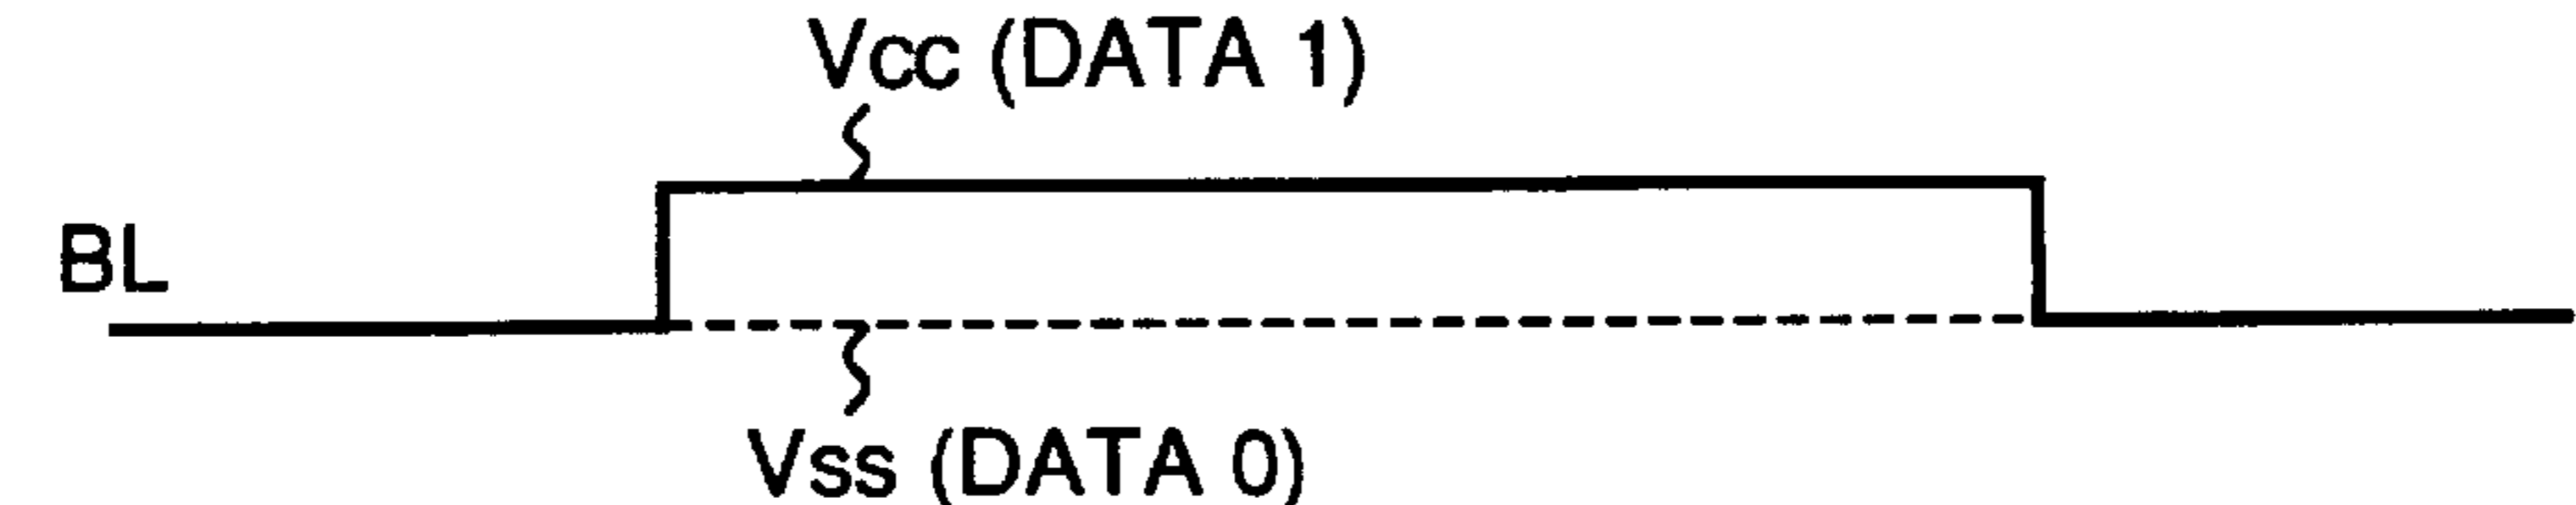 Vcc (DATA 1)
BL
Vss (DATA 0)